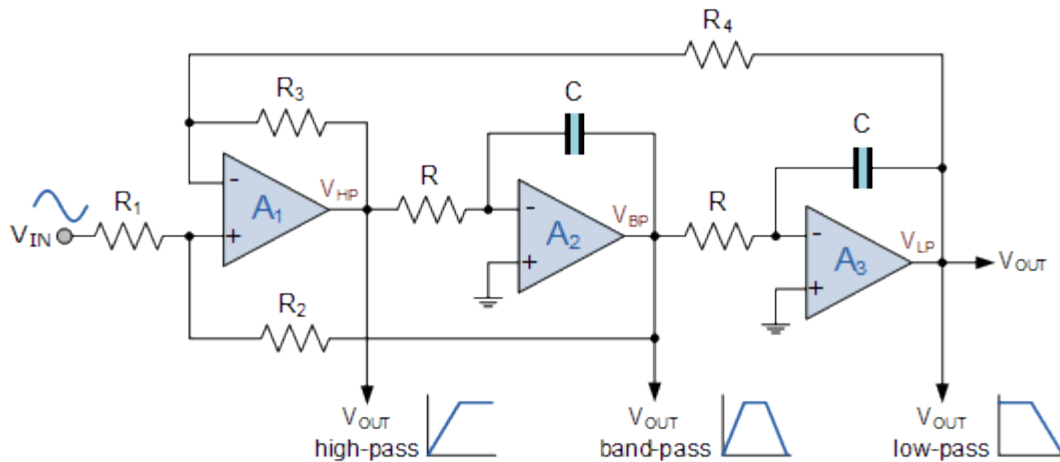 R4
R3
C
C
R1
VIN
-
+
A1
VHP
R
-
+
A2
VBP
R
-
+
A3
VLP
VOUT
R2
VOUT
high-pass
VOUT
band-pass
VOUT
low-pass